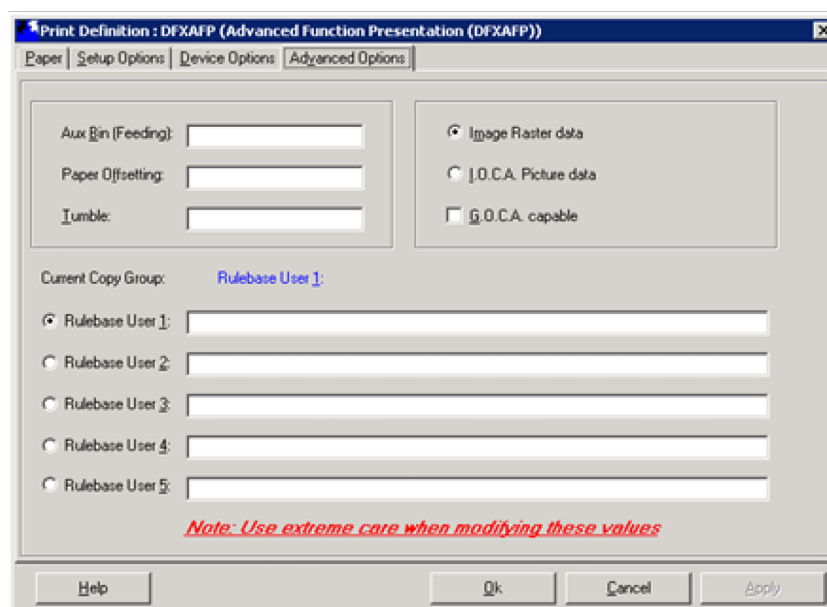 Print Definition : DFXAFP (Advanced Function Presentation (DFXAFP))
Paper Setup Options Device Options Advanced Options
Aux Bin (Feeding):
Paper Offsetting:
Tumble:
Image Raster data
I.O.C.A. Picture data
G.O.C.A. capable
Current Copy Group: Rulebase User 1:
Rulebase User 1:
Rulebase User 2:
Rulebase User 3:
Rulebase User 4:
Rulebase User 5:
Note: Use extreme care when modifying these values
Help Ok Cancel Apply